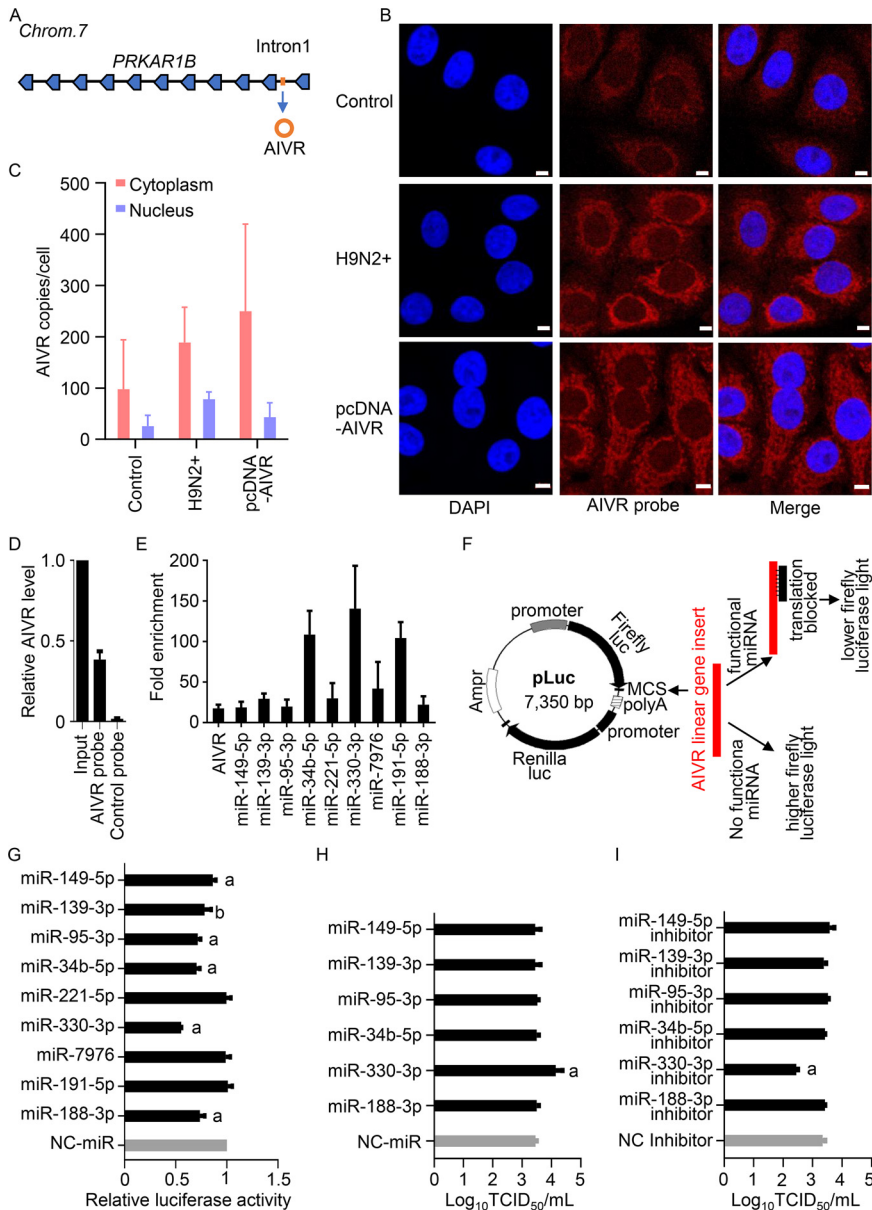 A
Chrom.7
Intron1
PRKAR1B
AIVR
B
Control
H9N2+
pcDNA
-AIVR
DAPI
AIVR probe
Merge
C
500
400
300
200
100
0
AIVR copies/cell
Cytoplasm
Nucleus
Control
H9N2+
pcDNA
-AIVR
D
Relative AIVR level
1.0
0.5
0
Input
AIVR probe
Control probe
E
Fold enrichment
200
150
100
50
0
AIVR
miR-149-5p
miR-139-3p
miR-95-3p
miR-34b-5p
miR-221-5p
miR-330-3p
miR-7976
miR-191-5p
miR-188-3p
F
promoter
Firefly
luc
pLuc
7,350 bp
MCS
polyA
promoter
Renilla
luc
Ampr
AIVR linear gene insert
functional
miRNA
translation
blocked
lower firefly
luciferase light
No functiona
miRNA
higher firefly
luciferase light
G
miR-149-5p
a
miR-139-3p
b
miR-95-3p
a
miR-34b-5p
a
miR-221-5p
miR-330-3p
a
miR-7976
miR-191-5p
miR-188-3p
a
NC-miR
0
0.5
1
1.5
Relative luciferase activity
H
miR-149-5p
miR-139-3p
miR-95-3p
miR-34b-5p
miR-330-3p
a
miR-188-3p
NC-miR
0
1
2
3
4
5
Log10TCID50/mL
I
miR-149-5p
inhibitor
miR-139-3p
inhibitor
miR-95-3p
inhibitor
miR-34b-5p
inhibitor
miR-330-3p
inhibitor
a
miR-188-3p
inhibitor
NC Inhibitor
0
1
2
3
4
5
Log10TCID50/mL